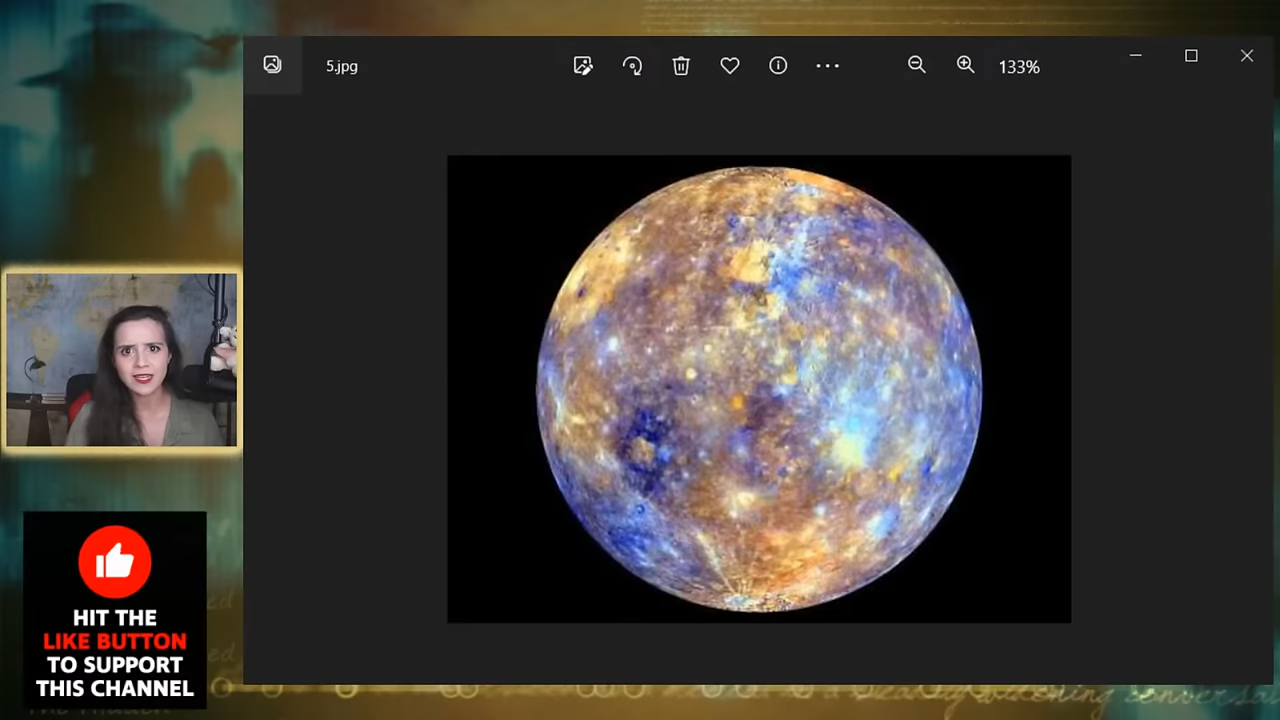 5.jpg
133%
HIT THE
LIKE BUTTON
TO SUPPORT
THIS CHANNEL